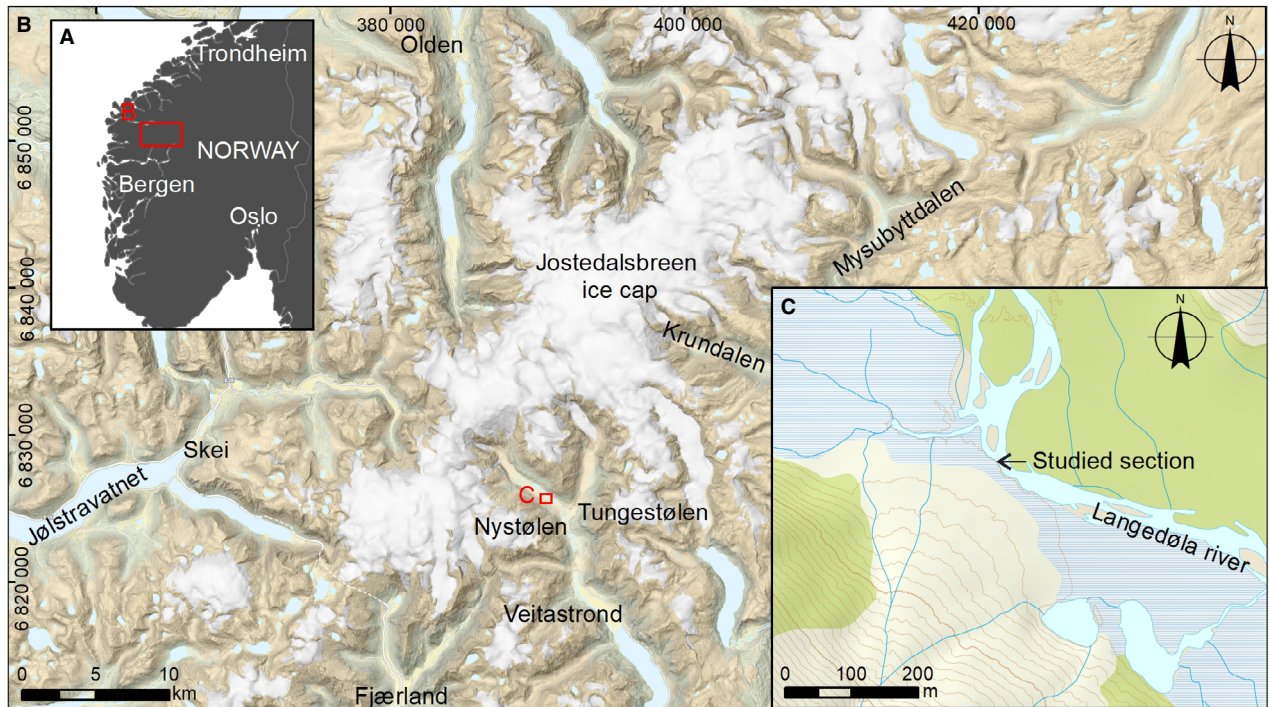 B
A
Trondheim
B
NORWAY
Bergen
Oslo
380 000
400 000
420 000
N
Olden
6 850 000
6 840 000
6 830 000
6 820 000
Mysubyttdalen
Jostedalsbreen
ice cap
Krundalen
Skei
Jølstravatnet
C
Nystølen
Tungestølen
Veitastrond
Fjærland
0 5 10
km
C
N
Studied section
Langedøla river
0 100 200
m